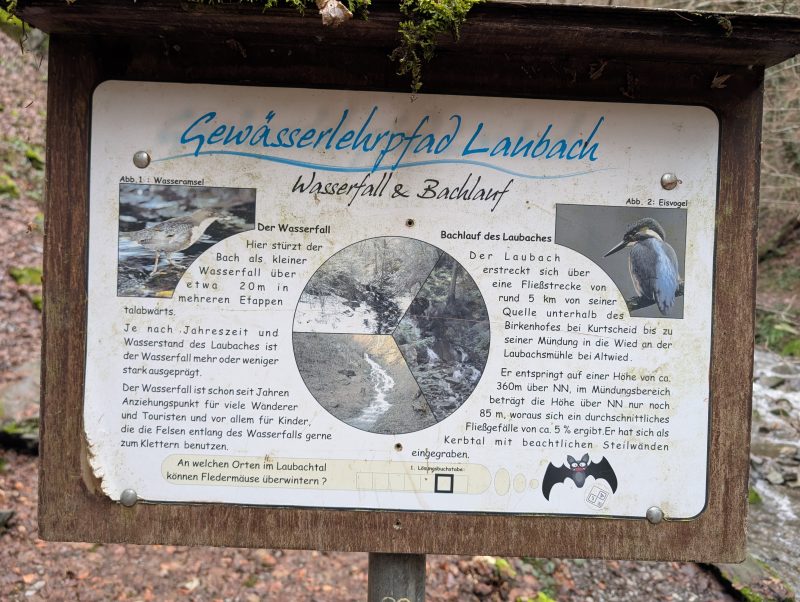 Gewässerlehrpfad Laubach
Wasserfall & Bachlauf
Abb. 1 : Wasseramsel
Der Wasserfall
Hier stürzt der
Bach als kleiner
Wasserfall über
etwa 20m in
mehreren Etappen
talabwärts.
Je nach Jahreszeit und
Wasserstand des Laubaches ist
der Wasserfall mehr oder weniger
stark ausgeprägt.
Der Wasserfall ist schon seit Jahren
Anziehungspunkt für viele Wanderer
und Touristen und vor allem für Kinder,
die die Felsen entlang des Wasserfalls gerne
zum Klettern benutzen.
Abb. 2: Eisvogel
Bachlauf des Laubaches
Der Laubach
erstreckt sich über
eine Fließstrecke von
rund 5 km von seiner
Quelle unterhalb des
Birkenhofes bei Kurtscheid bis zu
seiner Mündung in die Wied an der
Laubachsmühle bei Altwied.
Er entspringt auf einer Höhe von ca.
360m über NN, im Mündungsbereich
beträgt die Höhe über NN nur noch
85 m, woraus sich ein durchschnittliches
Fließgefälle von ca. 5 % ergibt.Er hat sich als
Kerbtal mit beachtlichen Steilwänden
eingegraben.
An welchen Orten im Laubachtal
können Fledermäuse überwintern ?
1. Lösungsbuchstabe: